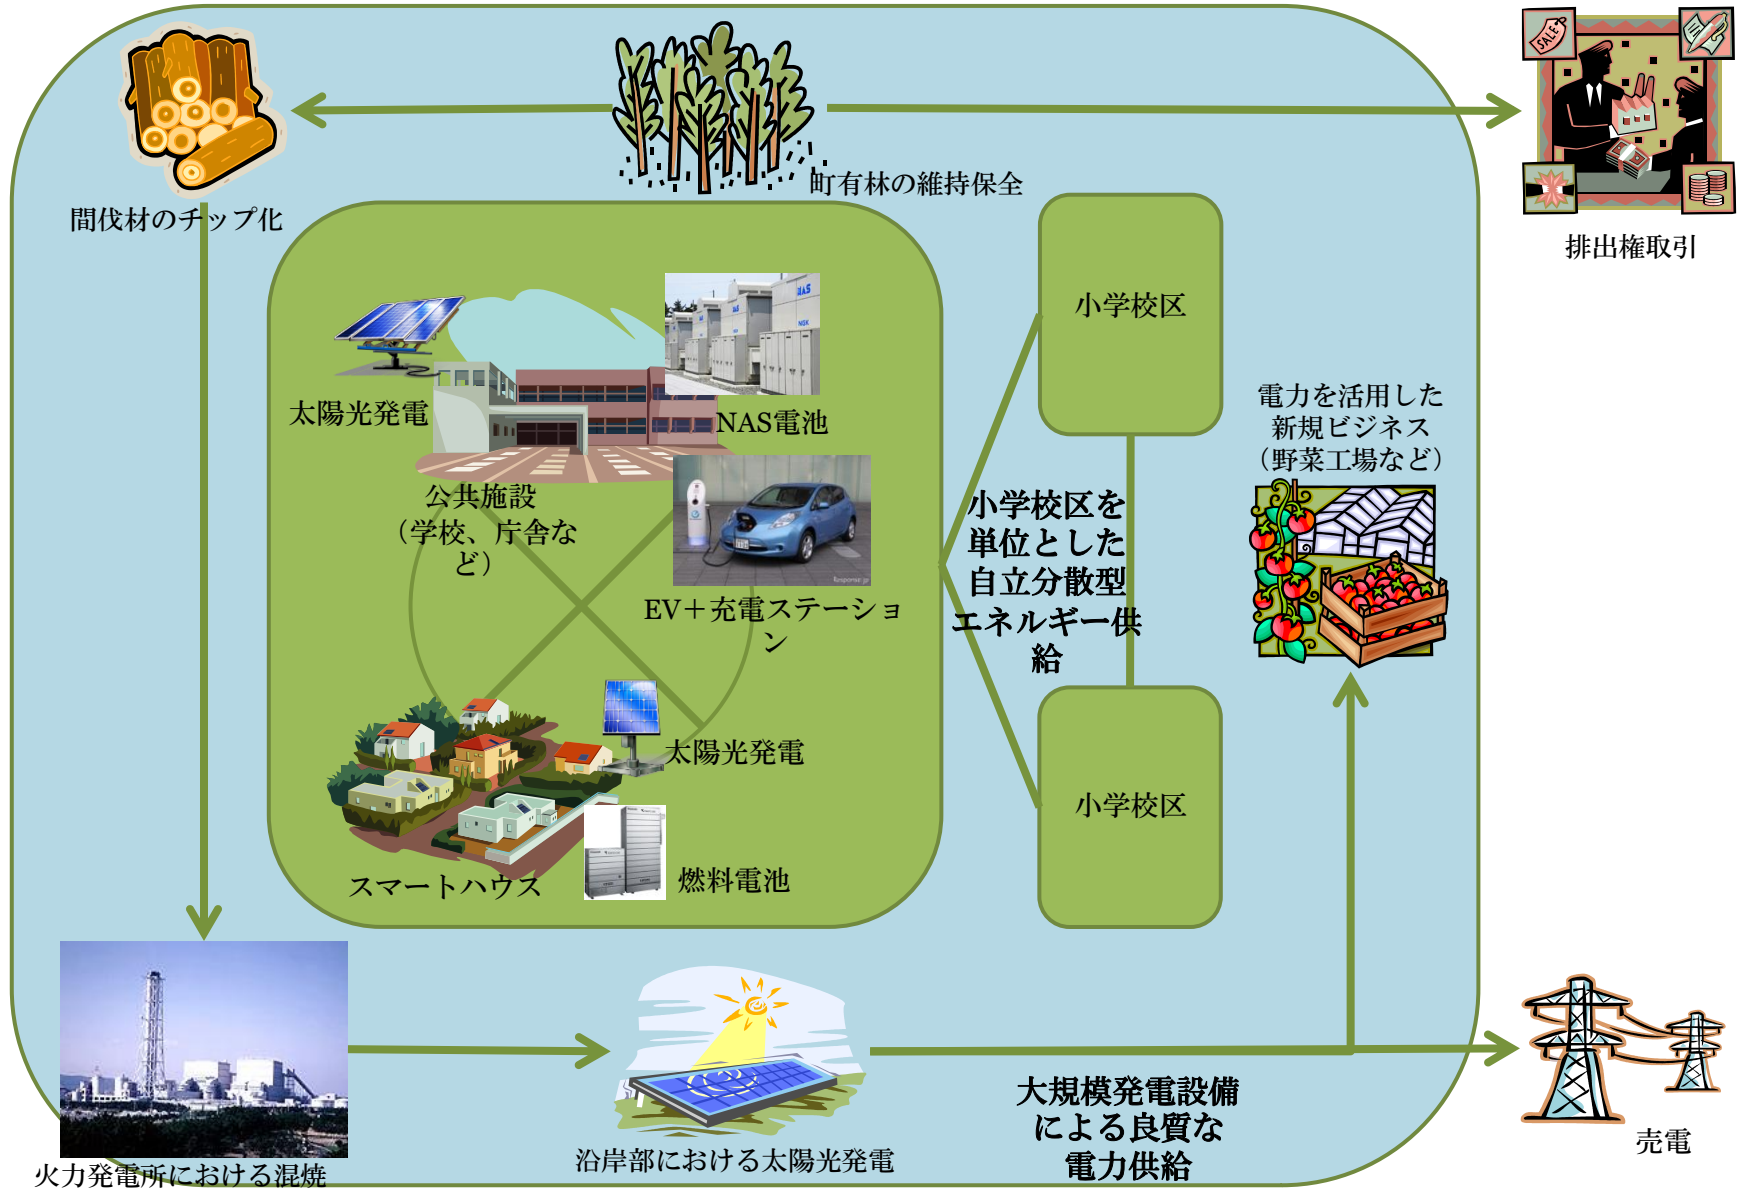 SALE
間伐材のチップ化
町有林の維持保全
排出権取引
小学校区
太陽光発電
NAS
NGK
NAS電池
電力を活用した
新規ビジネス
（野菜工場など）
公共施設
（学校、庁舎な
ど）
小学校区を
単位とした
自立分散型
エネルギー供
給
Response.jp
EV＋充電ステーショ
ン
太陽光発電
小学校区
スマートハウス
燃料電池
大規模発電設備
による良質な
電力供給
売電
火力発電所における混焼
沿岸部における太陽光発電